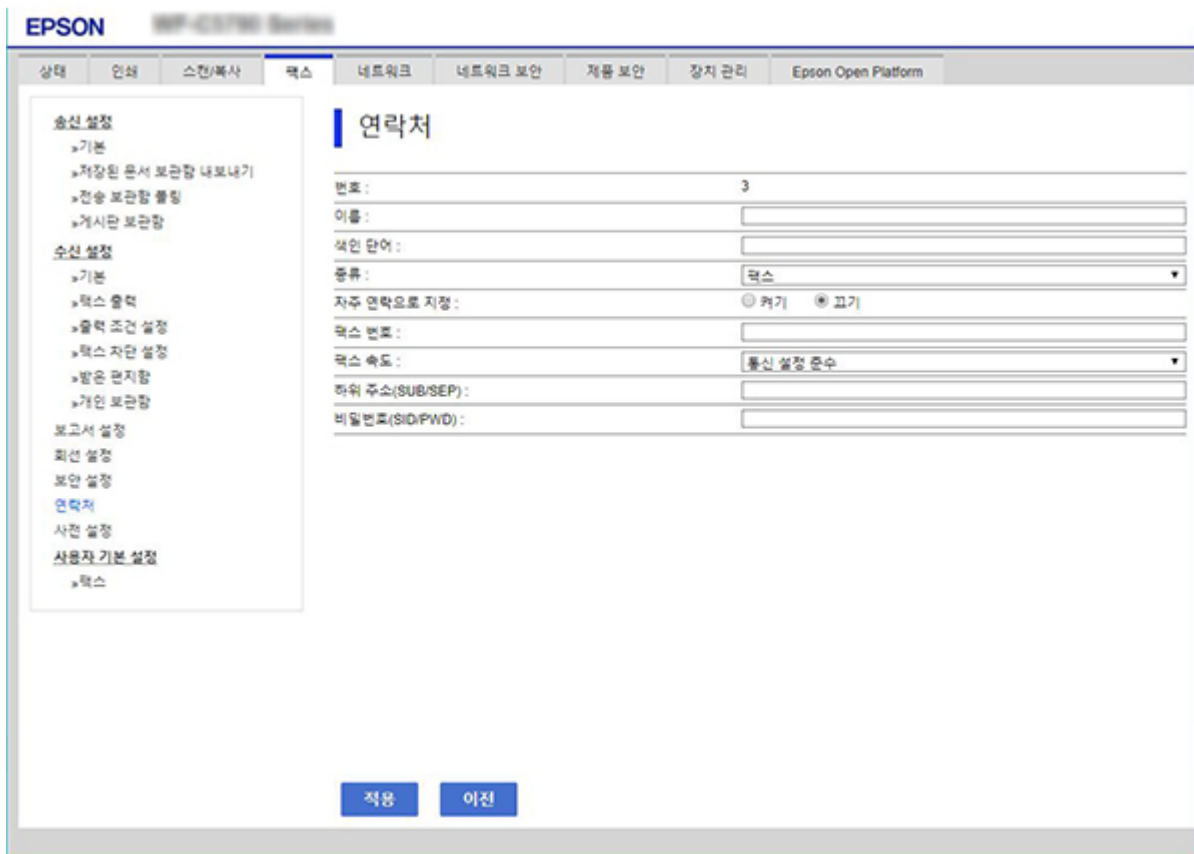 EPSON WF-C5790 Series
상태 인쇄 스캔/복사 팩스 네트워크 네트워크 보안 제품 보안 장치 관리 Epson Open Platform
송신 설정
»기본
»저장된 문서 보관함 내보내기
»전송 보관함 폴링
»게시판 보관함
수신 설정
»기본
»팩스 출력
»출력 조건 설정
»팩스 차단 설정
»받은 편지함
»개인 보관함
보고서 설정
회선 설정
보안 설정
연락처
사전 설정
사용자 기본 설정
»팩스
연락처
번호 : 3
이름 :
색인 단어 :
종류 : 팩스
자주 연락으로 지정 : 켜기 끄기
팩스 번호 :
팩스 속도 : 통신 설정 준수
하위 주소(SUB/SEP) :
비밀번호(SID/PWD) :
적용 이전